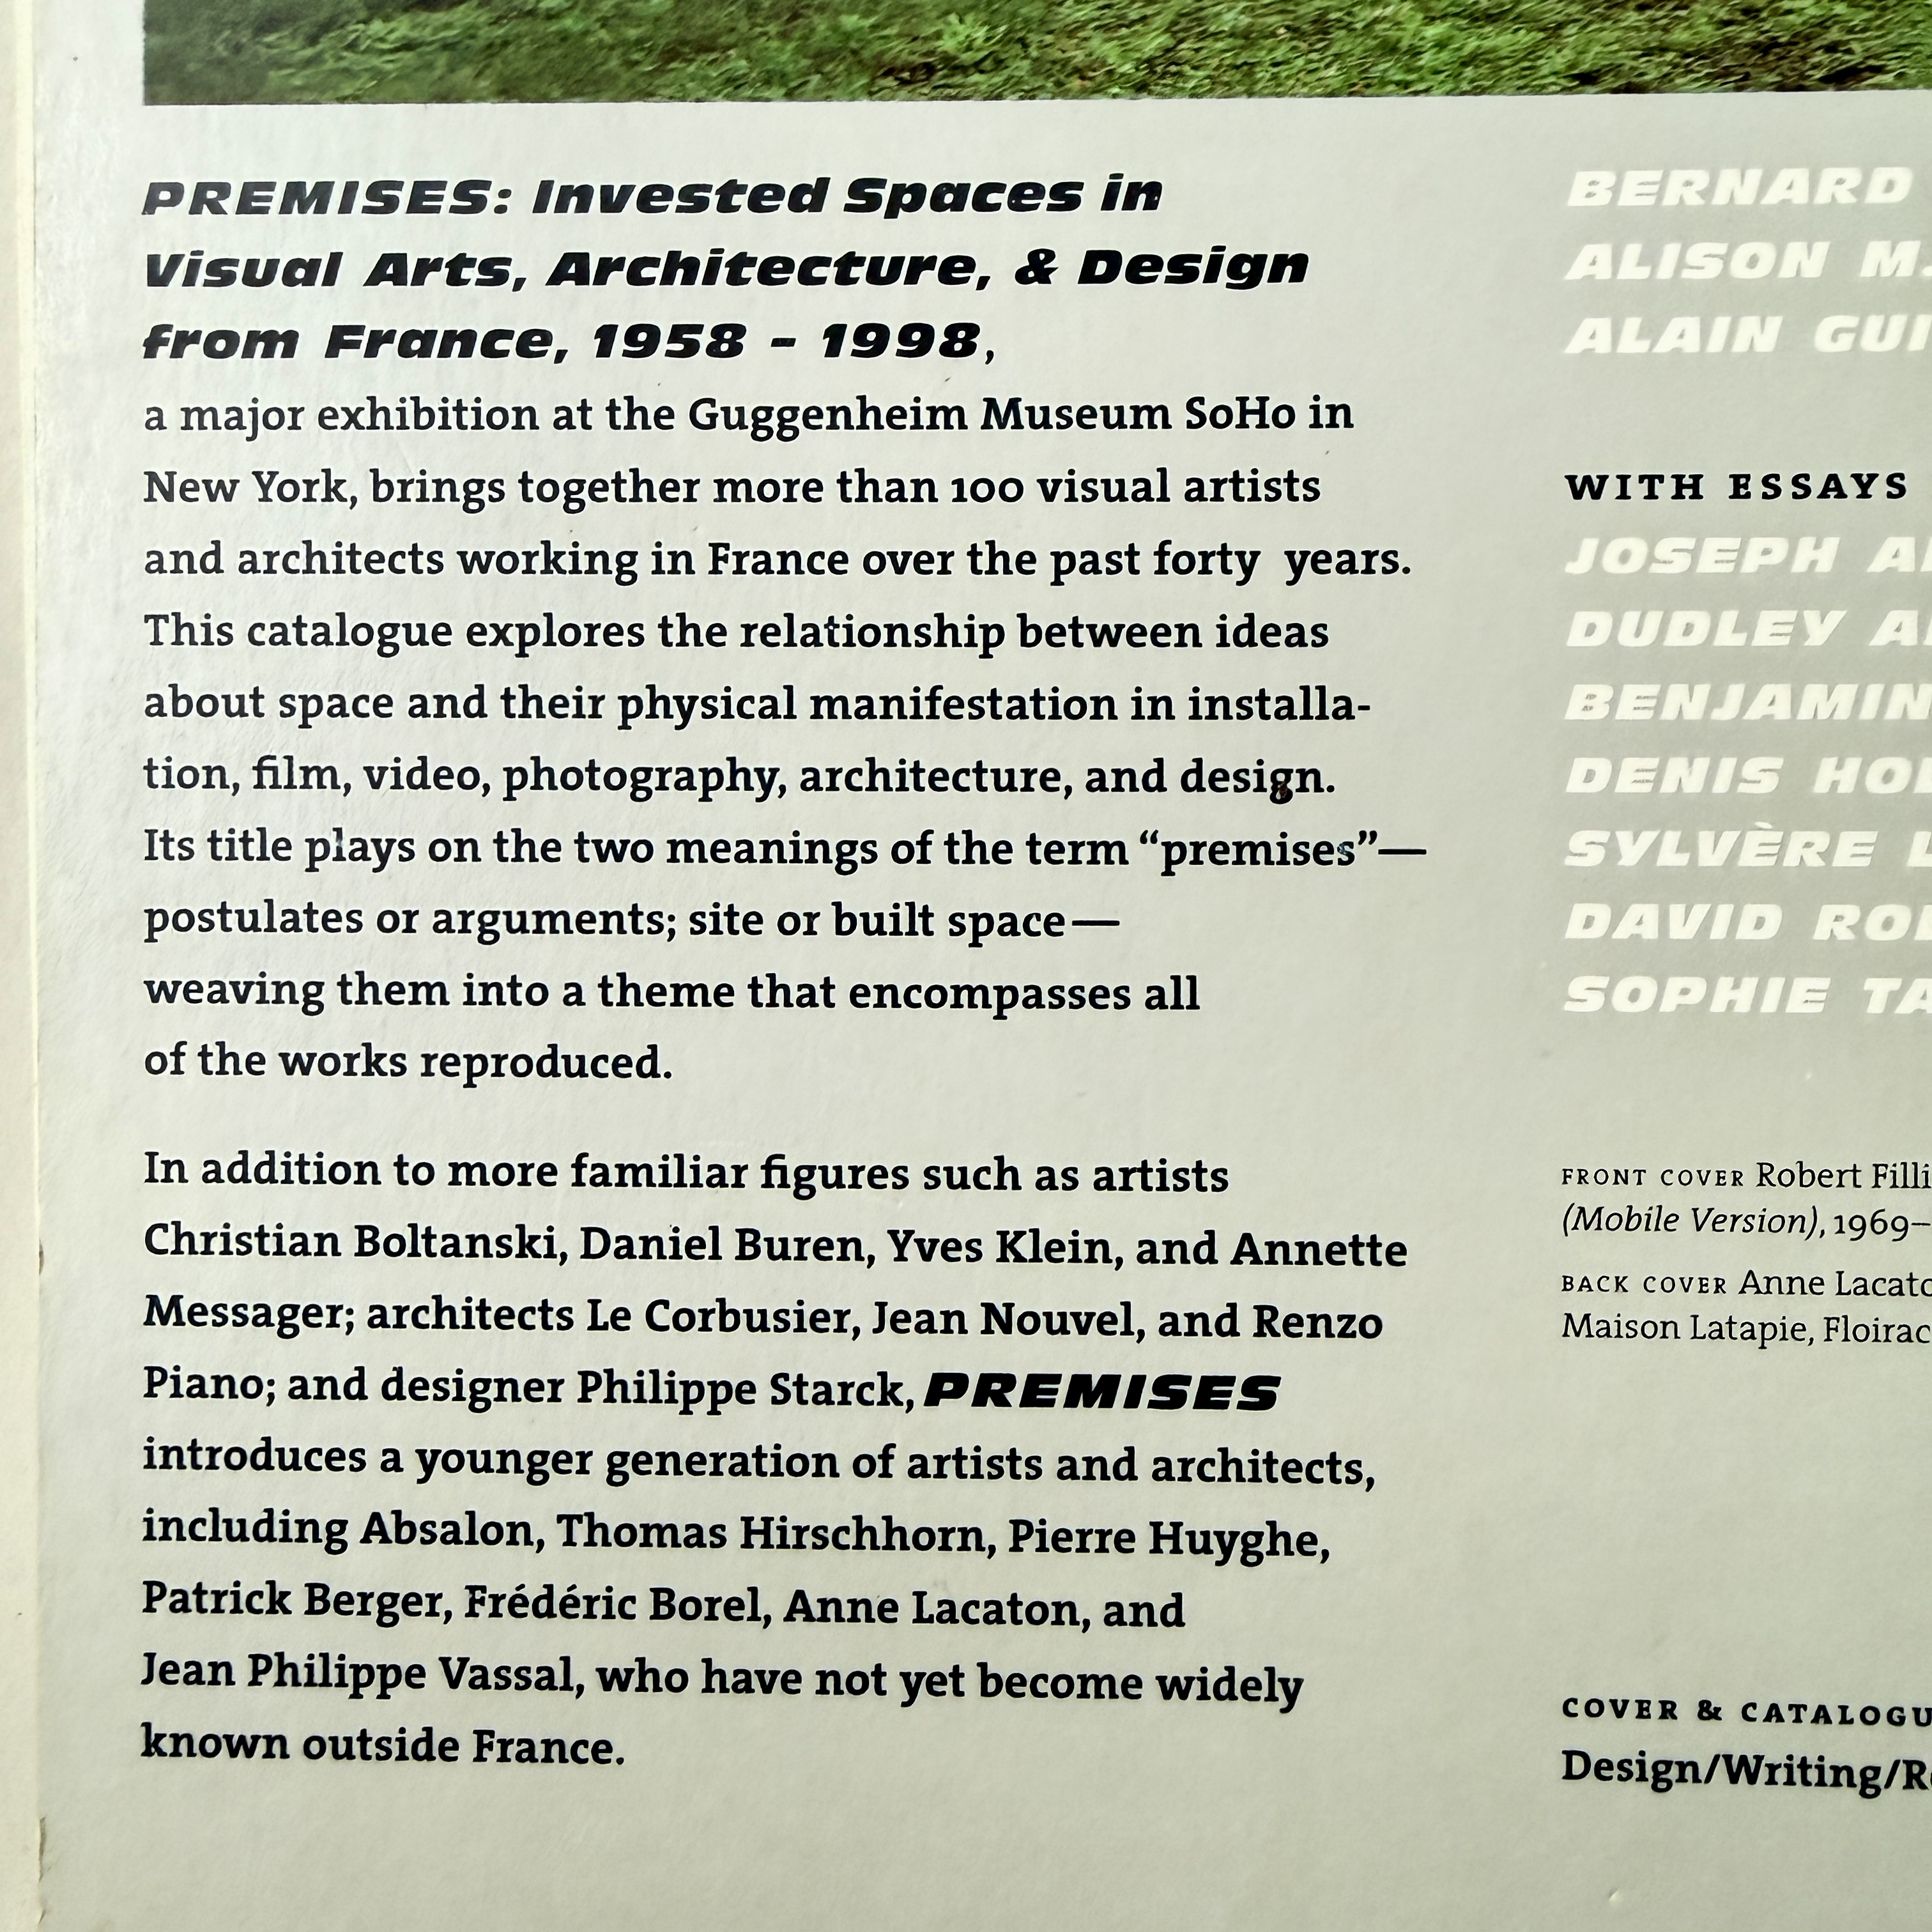 PREMISES: Invested Spaces in
Visual Arts, Architecture, & Design
from France, 1958 - 1998,
a major exhibition at the Guggenheim Museum SoHo in
New York, brings together more than 100 visual artists
and architects working in France over the past forty years.
This catalogue explores the relationship between ideas
about space and their physical manifestation in installa-
tion, film, video, photography, architecture, and design.
Its title plays on the two meanings of the term “premises”—
postulates or arguments; site or built space—
weaving them into a theme that encompasses all
of the works reproduced.
In addition to more familiar figures such as artists
Christian Boltanski, Daniel Buren, Yves Klein, and Annette
Messager; architects Le Corbusier, Jean Nouvel, and Renzo
Piano; and designer Philippe Starck, PREMISES
introduces a younger generation of artists and architects,
including Absalon, Thomas Hirschhorn, Pierre Huyghe,
Patrick Berger, Frédéric Borel, Anne Lacaton, and
Jean Philippe Vassal, who have not yet become widely
known outside France.
BERNARD
ALISON M.
ALAIN GUI
WITH ESSAYS
JOSEPH
DUDLEY
BENJAMIN
DENIS HOL
SYLVÈRE L
DAVID RO
SOPHIE TA
FRONT COVER Robert Filli
(Mobile Version), 1969–
BACK COVER Anne Lacato
Maison Latapie, Floirac
COVER & CATALOGU
Design/Writing/R